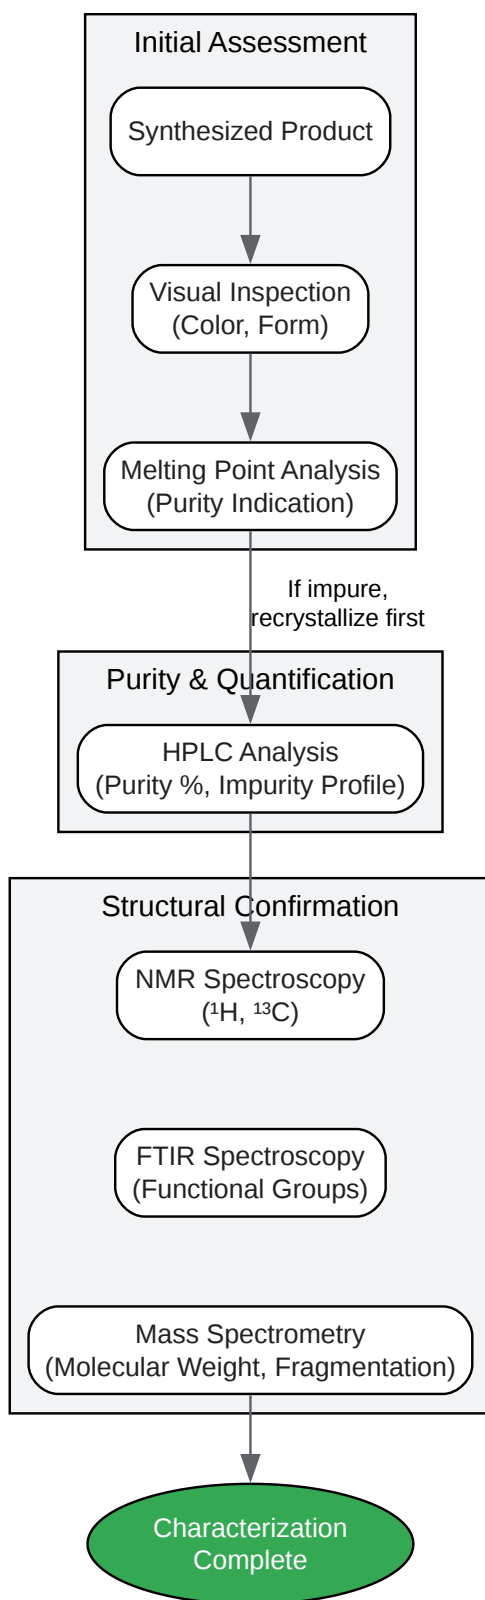 Initial Assessment
Synthesized Product
Visual Inspection
(Color, Form)
Melting Point Analysis
(Purity Indication)
If impure,
recrystallize first
Purity & Quantification
HPLC Analysis
(Purity %, Impurity Profile)
Structural Confirmation
NMR Spectroscopy
(¹H, ¹³C)
FTIR Spectroscopy
(Functional Groups)
Mass Spectrometry
(Molecular Weight, Fragmentation)
Characterization
Complete